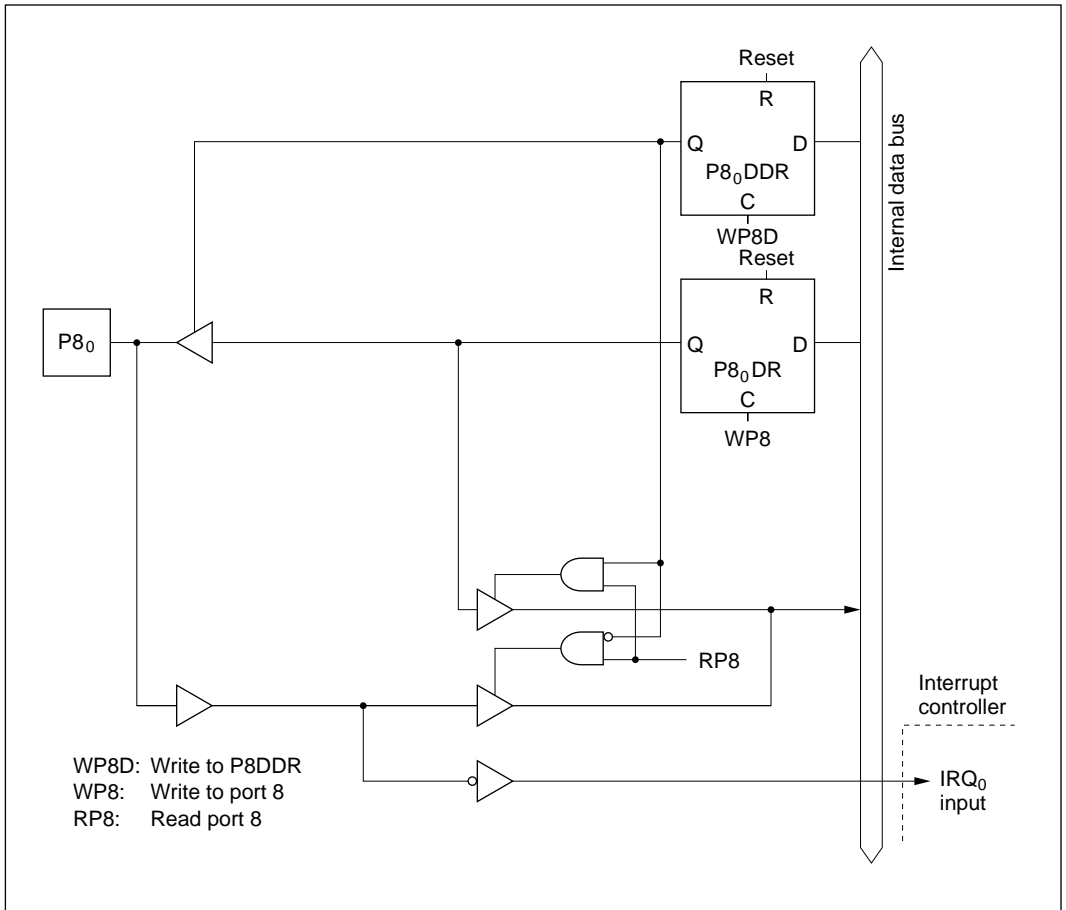 Reset
R
Q
D
P8₀DDR
C
WP8D
Reset
R
P8₀
Q
D
P8₀DR
C
WP8
Internal data bus
RP8
Interrupt
controller
WP8D: Write to P8DDR
WP8: Write to port 8
RP8: Read port 8
IRQ₀
input